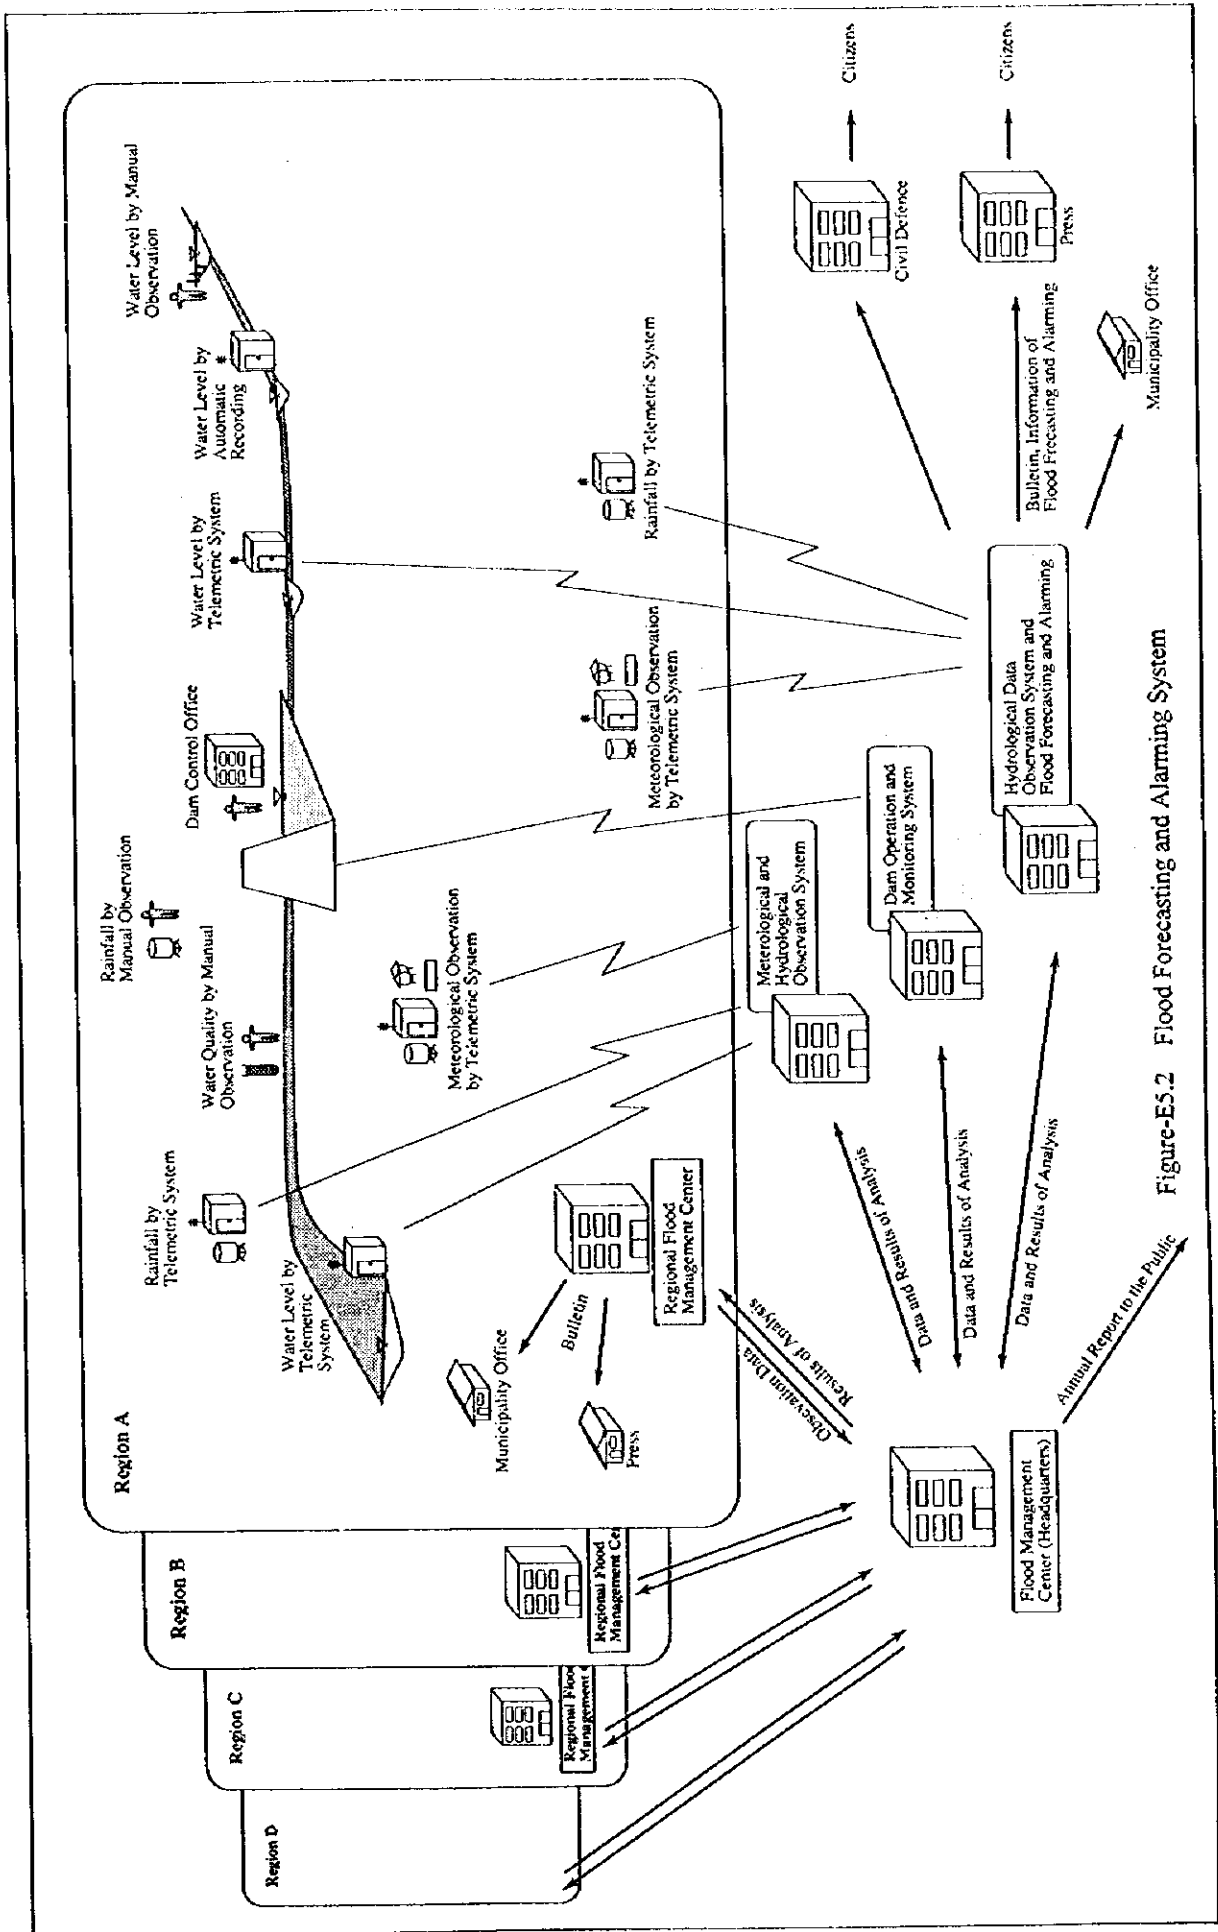 Region A
Rainfall by
Telemetric System
Water Quality by Manual
Observation
Rainfall by
Manual Observation
Dam Control Office
Water Level by
Telemetric System
Water Level by
Automatic
Recording
Water Level by Manual
Observation
Water Level by
Telemetric
System
Meteorological Observation
by Telemetric System
Meteorological Observation
by Telemetric System
Rainfall by Telemetric System
Municipality Office
Bulletin
Press
Regional Flood
Management Center
Region B
Regional Flood
Management Cen
Region C
Regional Flood
Management
Region D
Obsevation Data
Results of Analysis
Meterological and
Hydrological
Observation System
Dam Operation and
Monitoring System
Hydrological Data
Observation System and
Flood Forecasting and Alarming
Data and Results of Analysis
Data and Results of Analysis
Data and Results of Analysis
Flood Management
Center (Headquarters)
Annual Report to the Public
Civil Defence
Citizens
Bulletin, Information of
Flood Frecasting and Alarming
Press
Citizens
Municipality Office
Figure-E5.2 Flood Forecasting and Alarming System